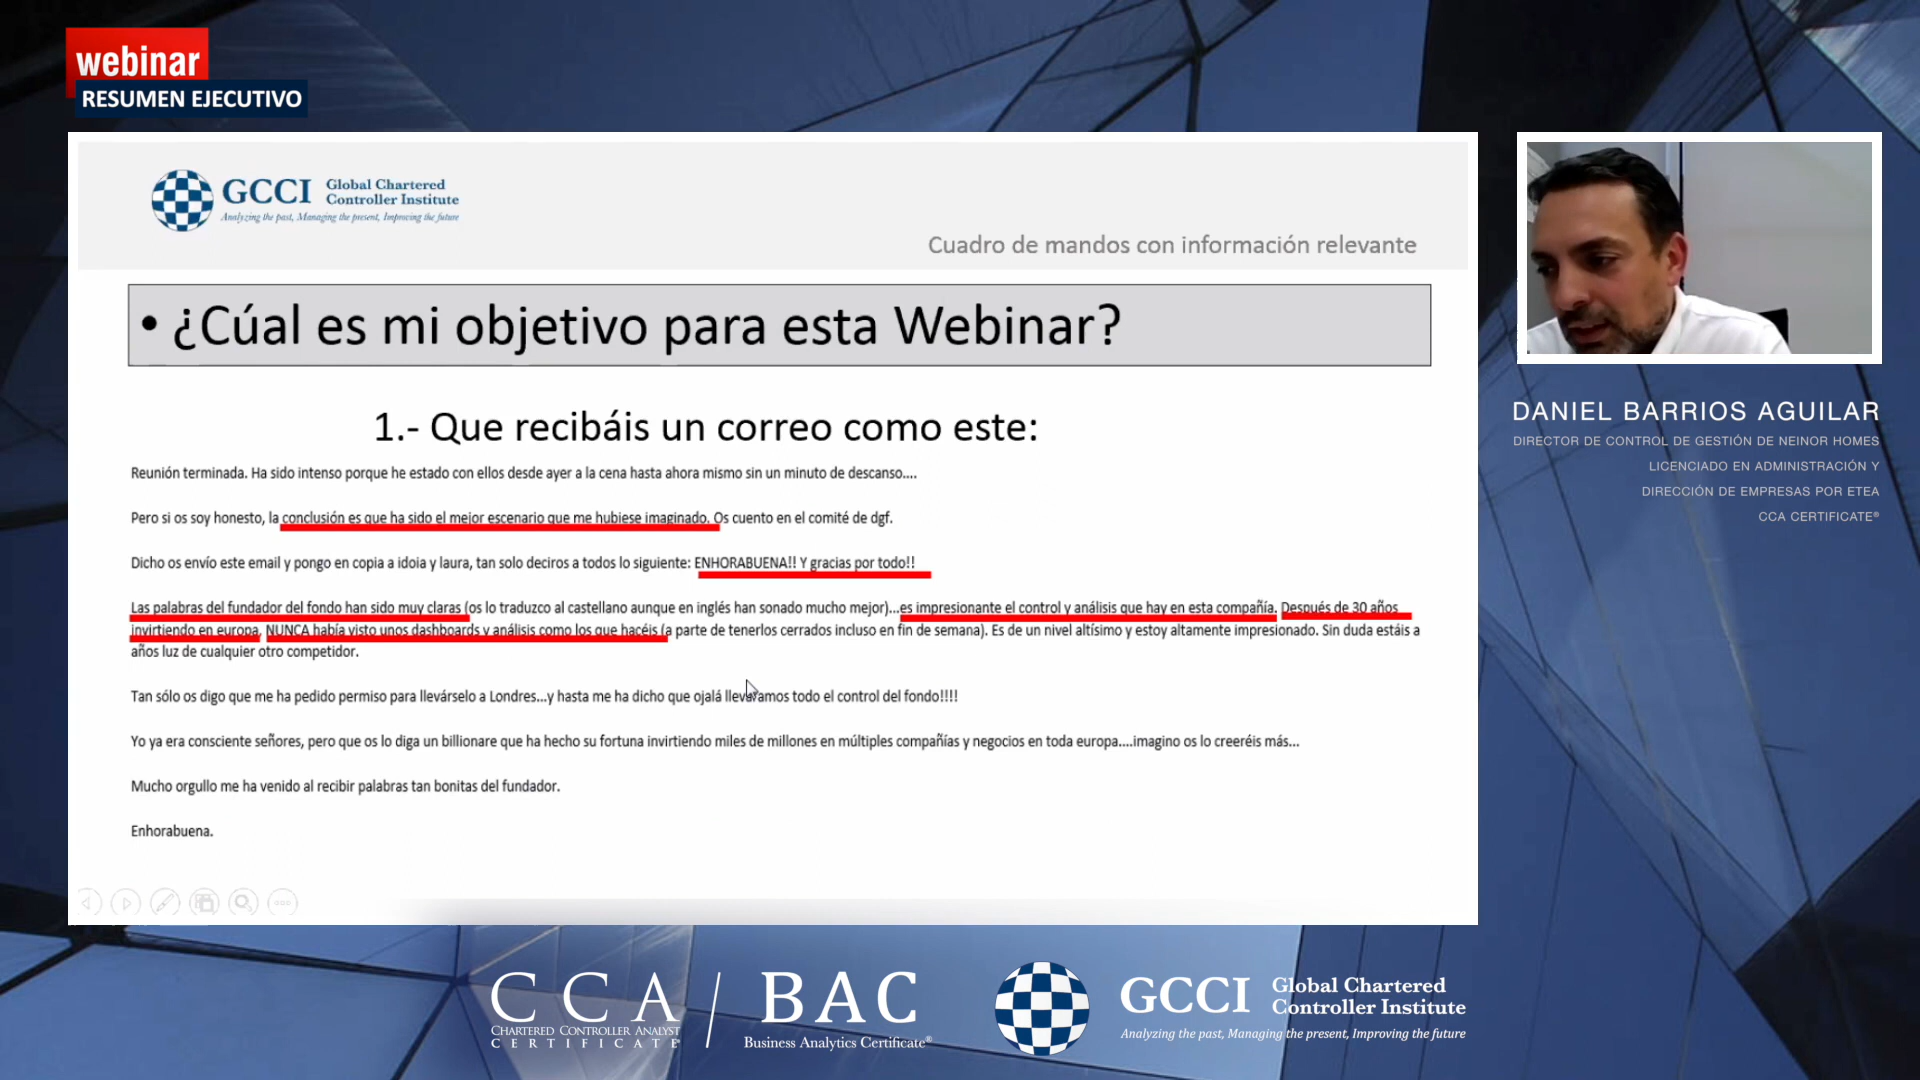 webinar
RESUMEN EJECUTIVO
GCCI Global Chartered
Controller Institute
Analyzing the past, Managing the present, Improving the future
Cuadro de mandos con información relevante
• ¿Cúal es mi objetivo para esta Webinar?
1.- Que recibáis un correo como este:
Reunión terminada. Ha sido intenso porque he estado con ellos desde ayer a la cena hasta ahora mismo sin un minuto de descanso....
Pero si os soy honesto, la conclusión es que ha sido el mejor escenario que me hubiese imaginado. Os cuento en el comité de dgf.
Dicho os envío este email y pongo en copia a idoia y laura, tan solo deciros a todos lo siguiente: ENHORABUENA!! Y gracias por todo!!
Las palabras del fundador del fondo han sido muy claras (os lo traduzco al castellano aunque en inglés han sonado mucho mejor)...es impresionante el control y análisis que hay en esta compañía. Después de 30 años
invirtiendo en europa, NUNCA había visto unos dashboards y análisis como los que hacéis (a parte de tenerlos cerrados incluso en fin de semana). Es de un nivel altísimo y estoy altamente impresionado. Sin duda estáis a
años luz de cualquier otro competidor.
Tan sólo os digo que me ha pedido permiso para llevárselo a Londres...y hasta me ha dicho que ojalá lleváramos todo el control del fondo!!!!
Yo ya era consciente señores, pero que os lo diga un billionare que ha hecho su fortuna invirtiendo miles de millones en múltiples compañías y negocios en toda europa....imagino os lo creeréis más...
Mucho orgullo me ha venido al recibir palabras tan bonitas del fundador.
Enhorabuena.
DANIEL BARRIOS AGUILAR
DIRECTOR DE CONTROL DE GESTIÓN DE NEINOR HOMES
LICENCIADO EN ADMINISTRACIÓN Y
DIRECCIÓN DE EMPRESAS POR ETEA
CCA CERTIFICATE®
CCA / BAC
CHARTERED CONTROLLER ANALYST
CERTIFICATE®
Business Analytics Certificate®
GCCI Global Chartered
Controller Institute
Analyzing the past, Managing the present, Improving the future